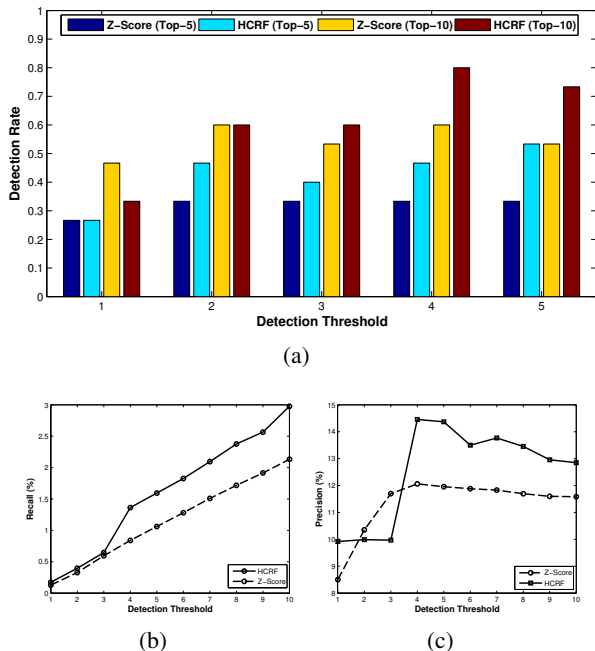 Z-Score (Top-5) HCRF (Top-5) Z-Score (Top-10) HCRF (Top-10)
1
0.9
0.8
0.7
0.6
0.5
0.4
0.3
0.2
0.1
0
Detection Rate
1 2 3 4 5
Detection Threshold
(a)
3
2.5
2
1.5
1
0.5
0
Recall (%)
HCRF
Z-Score
1 2 3 4 5 6 7 8 9 10
Detection Threshold
(b)
15
14
13
12
11
10
9
8
Precision (%)
Z-Score
HCRF
1 2 3 4 5 6 7 8 9 10
Detection Threshold
(c)